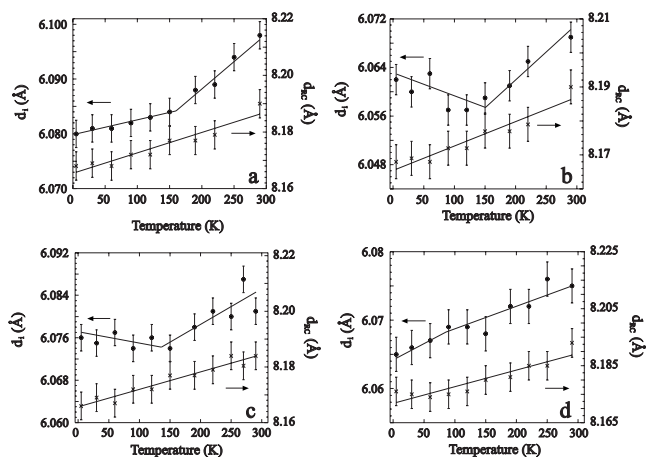 6.100
6.090
6.080
6.070
d_i (Å)
8.22
8.20
8.18
8.16
d_ac (Å)
a
0 50 100 150 200 250 300
Temperature (K)
6.072
6.064
6.056
6.048
d_i (Å)
8.21
8.19
8.17
8.15
d_ac (Å)
b
0 50 100 150 200 250 300
Temperature (K)
6.092
6.084
6.076
6.068
6.060
d_i (Å)
8.22
8.20
8.18
8.16
d_ac (Å)
c
0 50 100 150 200 250 300
Temperature (K)
6.08
6.07
6.06
d_i (Å)
8.225
8.205
8.185
8.165
d_ac (Å)
d
0 50 100 150 200 250 300
Temperature (K)